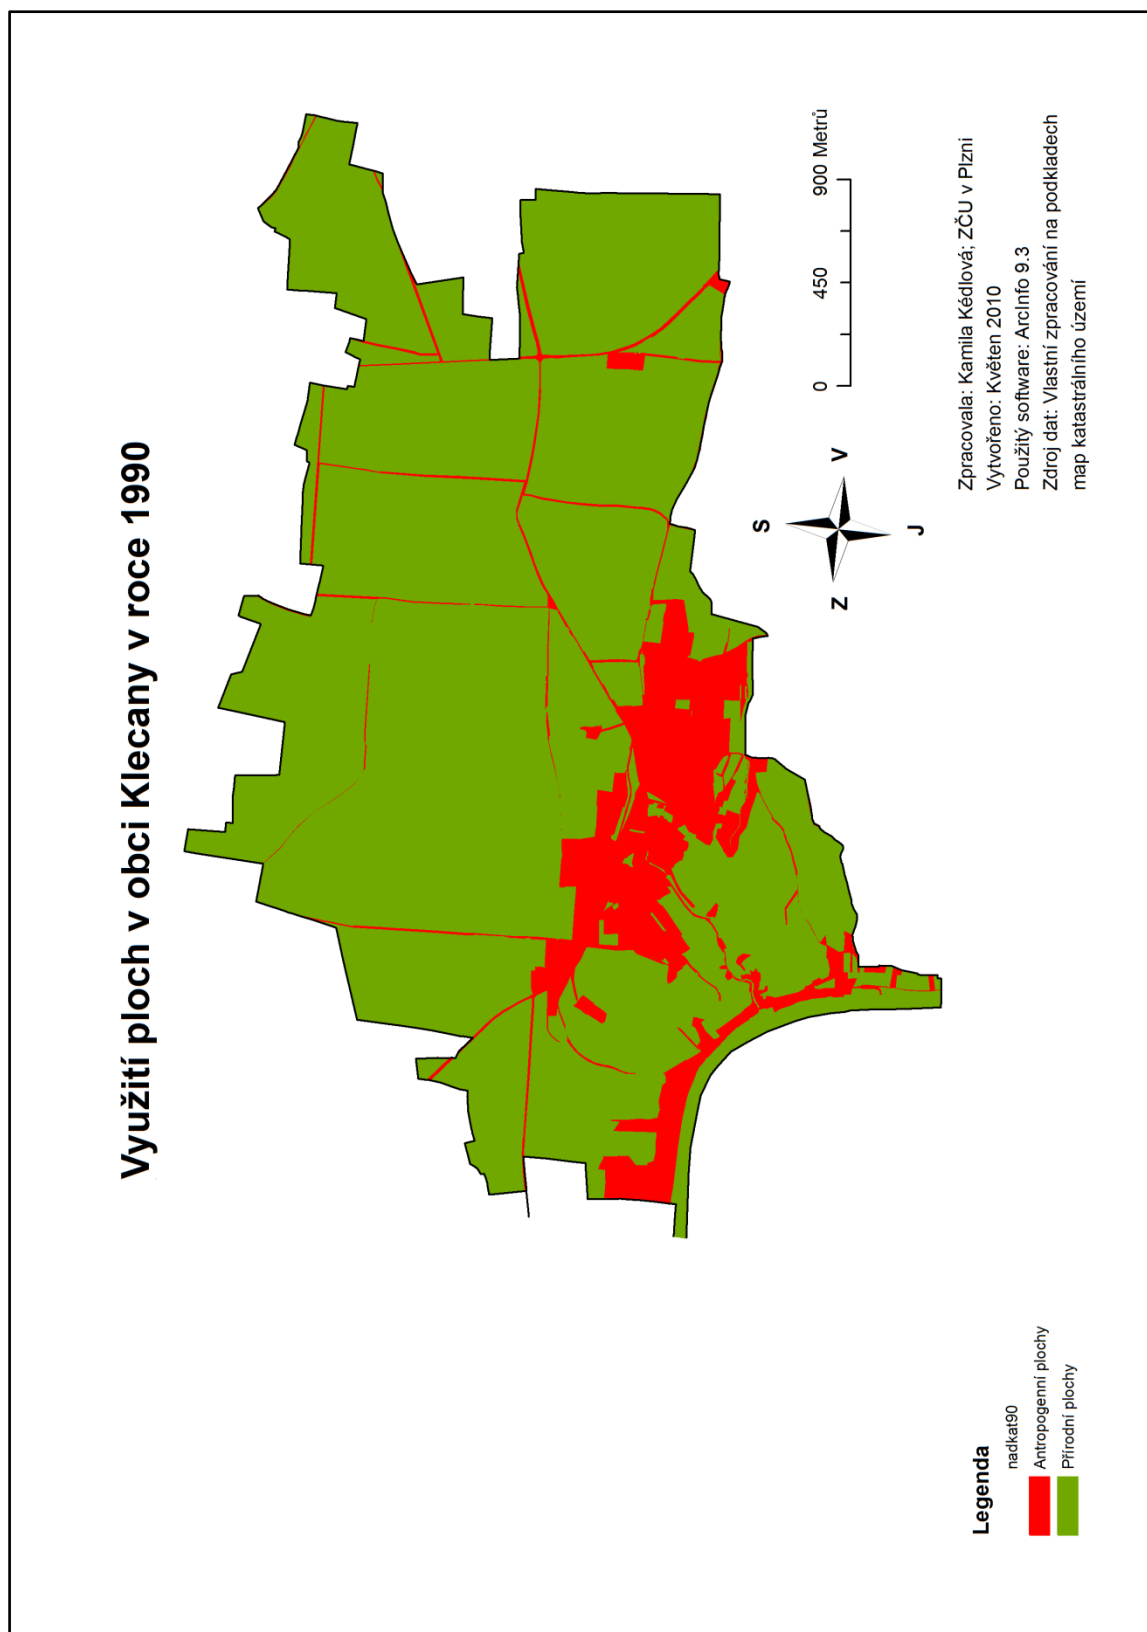 Využití ploch v obci Klecany v roce 1990
S
Z
V
J
0
450
900 Metrů
Zpracovala: Kamila Kédlová; ZČU v Plzni
Vytvořeno: Květen 2010
Použitý software: ArcInfo 9.3
Zdroj dat: Vlastní zpracování na podkladech
map katastrálního území
Legenda
nadkat90
Antropogenní plochy
Přírodní plochy